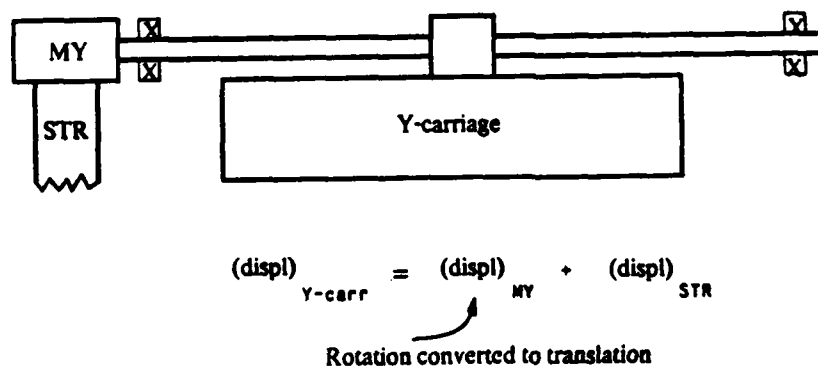 MY
X
X
X
X
STR
Y-carriage
(displ) Y-carr = (displ) MY + (displ) STR
Rotation converted to translation